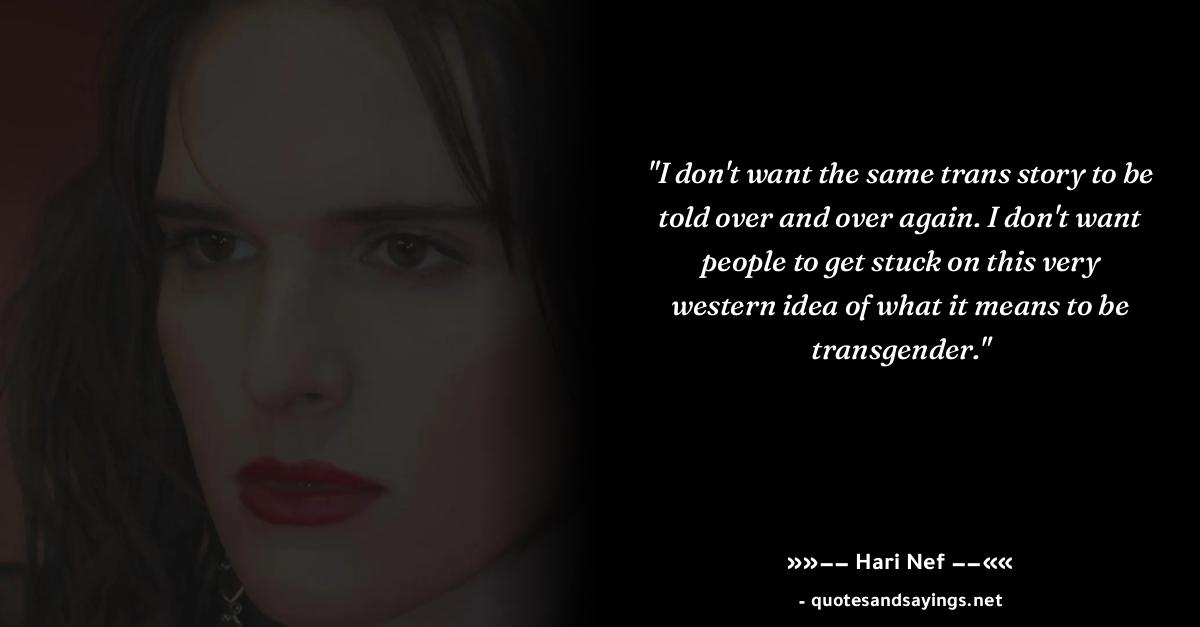 "I don't want the same trans story to be
told over and over again. I don't want
people to get stuck on this very
western idea of what it means to be
transgender."
»»–– Hari Nef ––««
- quotesandsayings.net